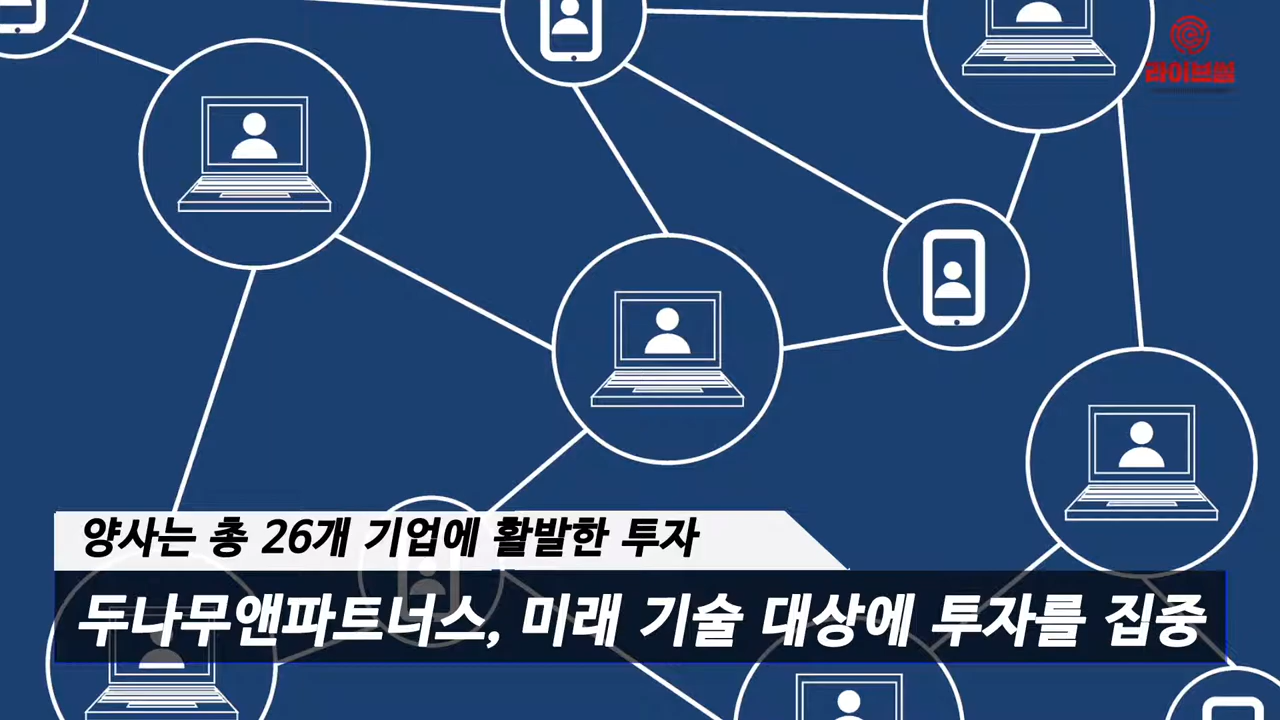 라이브썸
양사는 총 26개 기업에 활발한 투자
두나무앤파트너스, 미래 기술 대상에 투자를 집중